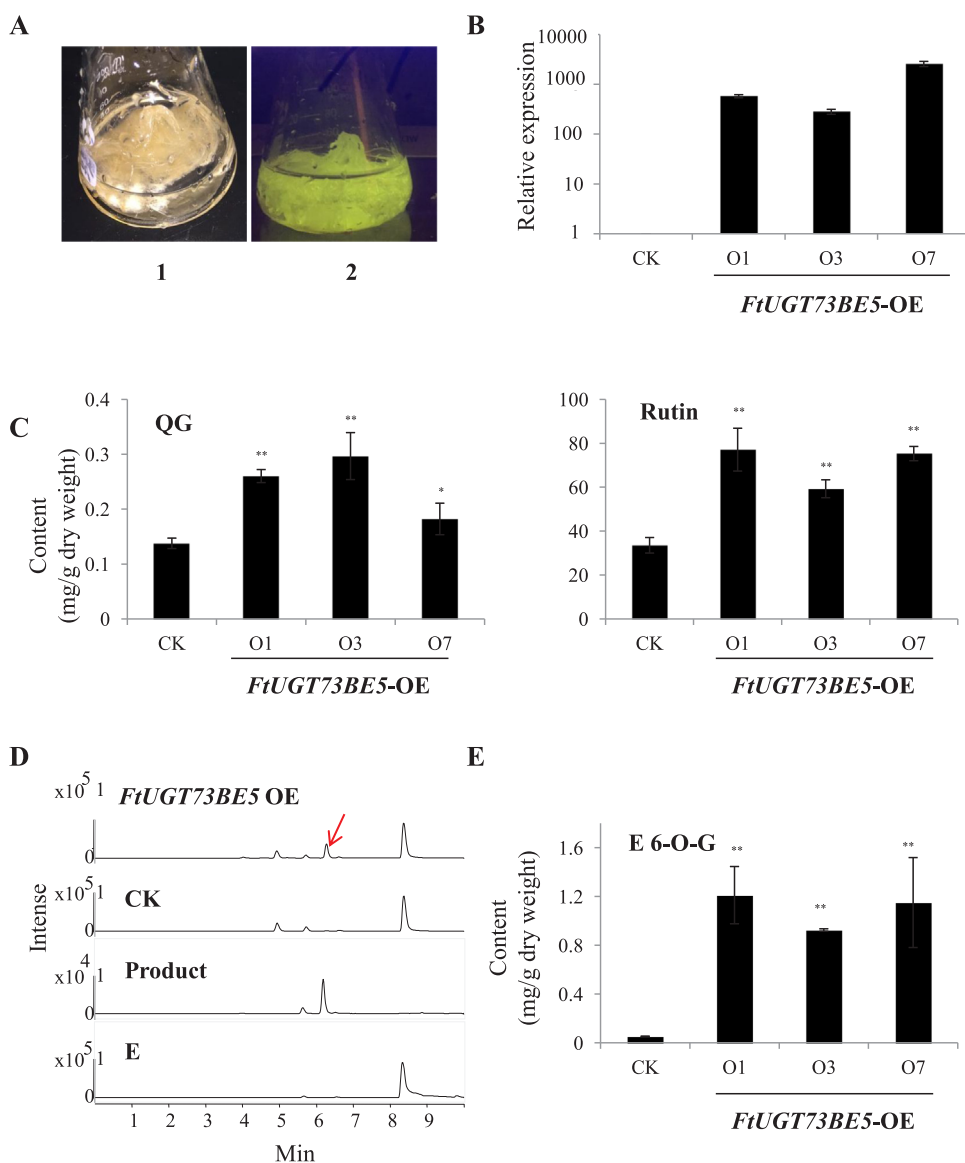 A
1
2
B
Relative expression
10000
1000
100
10
1
CK
O1
O3
O7
FtUGT73BE5-OE
C
Content
(mg/g dry weight)
QG
0.4
0.3
0.2
0.1
0
**
**
*
CK
O1
O3
O7
FtUGT73BE5-OE
Rutin
100
80
60
40
20
0
**
**
**
CK
O1
O3
O7
FtUGT73BE5-OE
D
Intense
x10 5 1
FtUGT73BE5 OE
0
x10 5 1
CK
0
4
x10 1
Product
0
x10 5 1
E
0
1 2 3 4 5 6 7 8 9
Min
E
Content
(mg/g dry weight)
E 6-O-G
1.6
1.2
0.8
0.4
0
**
**
**
CK
O1
O3
O7
FtUGT73BE5-OE